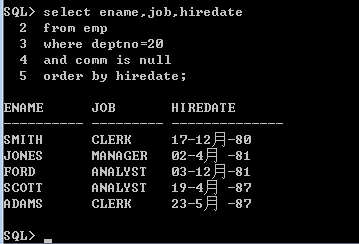 SQL> select ename,job,hiredate
  2  from emp
  3  where deptno=20
  4  and comm is null
  5  order by hiredate;
ENAME      JOB       HIREDATE
---------- --------- --------------
SMITH      CLERK     17-12月-80
JONES      MANAGER   02-4月 -81
FORD       ANALYST   03-12月-81
SCOTT      ANALYST   19-4月 -87
ADAMS      CLERK     23-5月 -87
SQL>